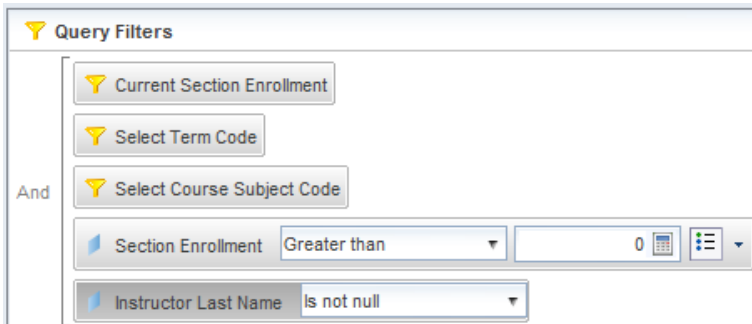 Query Filters
Current Section Enrollment
Select Term Code
And
Select Course Subject Code
Section Enrollment Greater than 0
Instructor Last Name Is not null